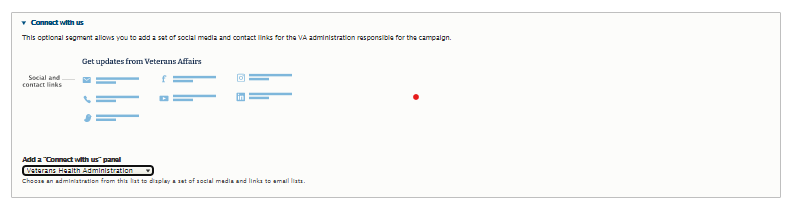 Connect with us
This optional segment allows you to add a set of social media and contact links for the VA administration responsible for the campaign.
Get updates from Veterans Affairs
Social and
contact links
Add a "Connect with us" panel
Veterans Health Administration
Choose an administration from this list to display a set of social media and links to email lists.